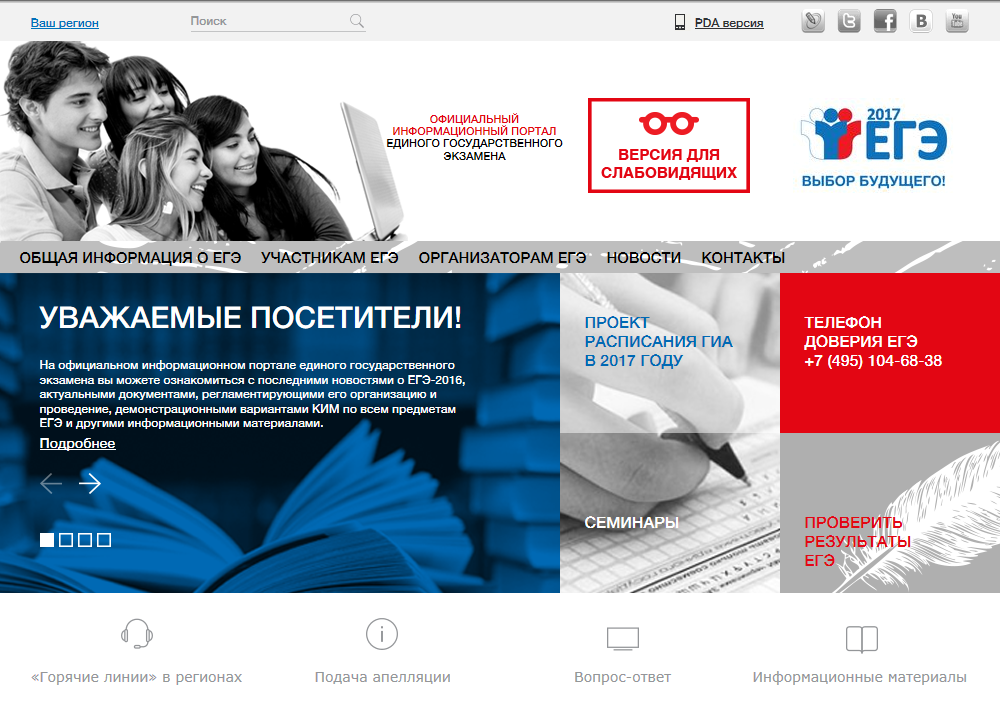 Ваш регион
Поиск
PDA версия
ОФИЦИАЛЬНЫЙ
ИНФОРМАЦИОННЫЙ ПОРТАЛ
ЕДИНОГО ГОСУДАРСТВЕННОГО
ЭКЗАМЕНА
ВЕРСИЯ ДЛЯ
СЛАБОВИДЯЩИХ
2017
ЕГЭ
ВЫБОР БУДУЩЕГО!
ОБЩАЯ ИНФОРМАЦИЯ О ЕГЭ УЧАСТНИКАМ ЕГЭ ОРГАНИЗАТОРАМ ЕГЭ НОВОСТИ КОНТАКТЫ
УВАЖАЕМЫЕ ПОСЕТИТЕЛИ!
На официальном информационном портале единого государственного
экзамена вы можете ознакомиться с последними новостями о ЕГЭ-2016,
актуальными документами, регламентирующими его организацию и
проведение, демонстрационными вариантами КИМ по всем предметам
ЕГЭ и другими информационными материалами.
Подробнее
ПРОЕКТ
РАСПИСАНИЯ ГИА
В 2017 ГОДУ
ТЕЛЕФОН
ДОВЕРИЯ ЕГЭ
+7 (495) 104-68-38
СЕМИНАРЫ
ПРОВЕРИТЬ
РЕЗУЛЬТАТЫ
ЕГЭ
«Горячие линии» в регионах
Подача апелляции
Вопрос-ответ
Информационные материалы